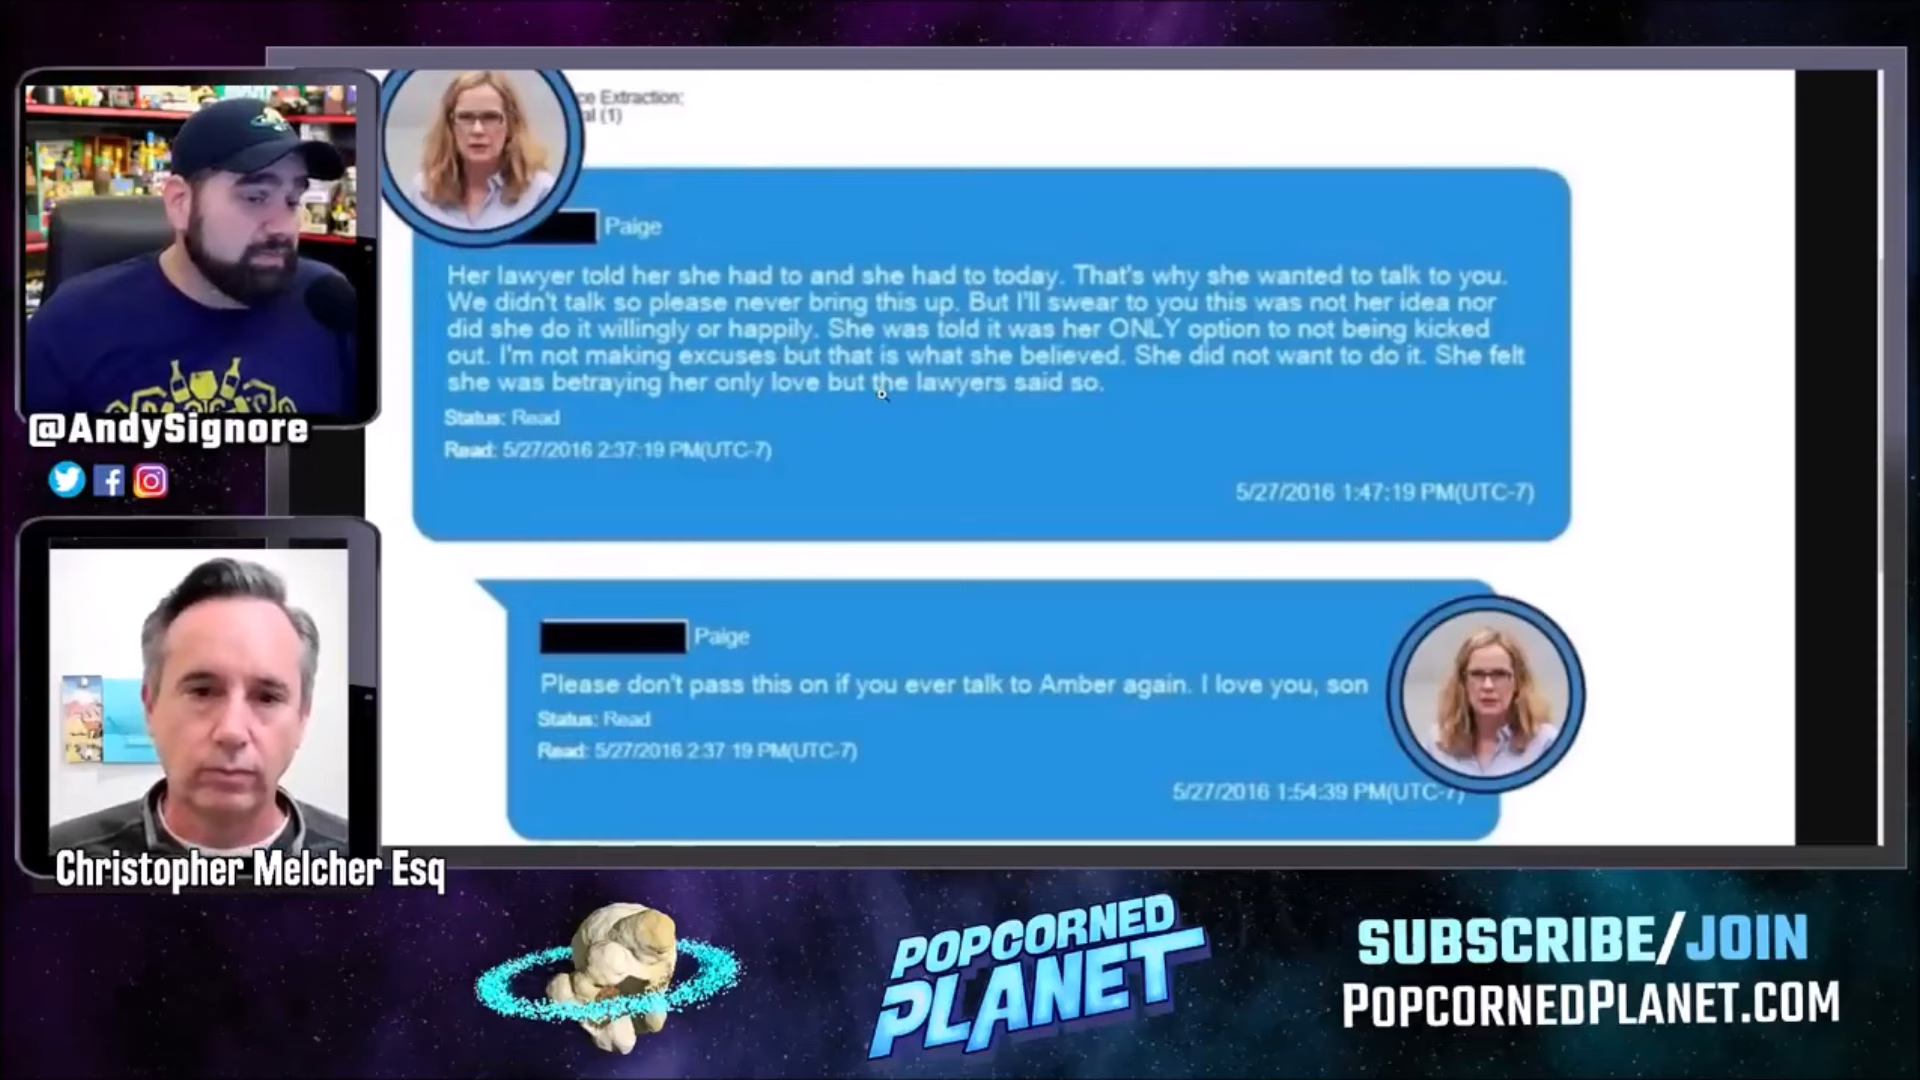 ce Extraction:
al (1)
Paige
Her lawyer told her she had to and she had to today. That's why she wanted to talk to you.
We didn't talk so please never bring this up. But I'll swear to you this was not her idea nor
did she do it willingly or happily. She was told it was her ONLY option to not being kicked
out. I'm not making excuses but that is what she believed. She did not want to do it. She felt
she was betraying her only love but the lawyers said so.
Status: Read
Read: 5/27/2016 2:37:19 PM(UTC-7)
5/27/2016 1:47:19 PM(UTC-7)
@AndySignore
Paige
Please don't pass this on if you ever talk to Amber again. I love you, son
Status: Read
Read: 5/27/2016 2:37 19 PM(UTC-7)
5/27/2016 1:54:39 PM(UTC-7)
Christopher Melcher Esq
POPCORNED
PLANET
SUBSCRIBE/JOIN
POPCORNEDPLANET.COM